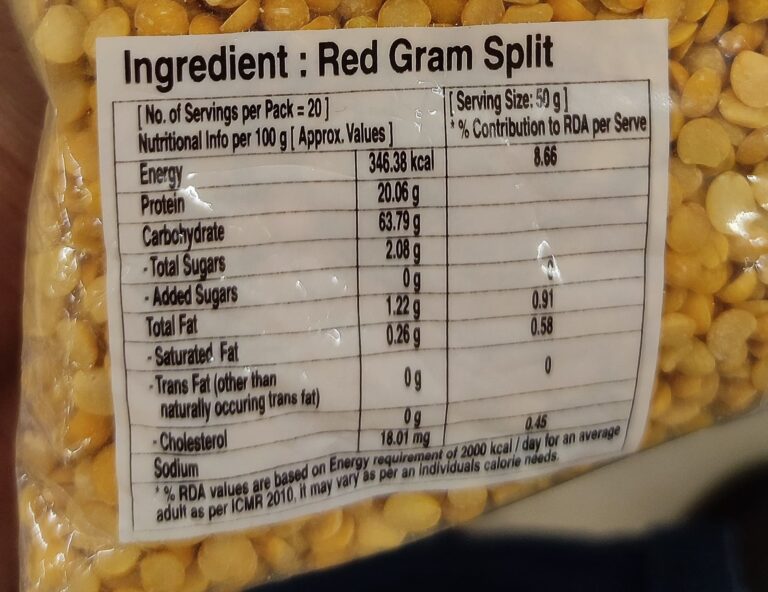 Ingredient : Red Gram Split
[ No. of Servings per Pack = 20 ] [ Serving Size: 50 g ]
Nutritional Info per 100 g [ Approx. Values ] * % Contribution to RDA per Serve
Energy 346.38 kcal 8.66
Protein 20.06 g
Carbohydrate 63.79 g
- Total Sugars 2.08 g
- Added Sugars 0 g 0
Total Fat 1.22 g 0.91
- Saturated Fat 0.26 g 0.58
- Trans Fat (other than
naturally occuring trans fat) 0 g 0
- Cholesterol 0 g
Sodium 18.01 mg 0.45
* % RDA values are based on Energy requirement of 2000 kcal / day for an average
adult as per ICMR 2010, it may vary as per an individuals calorie needs.